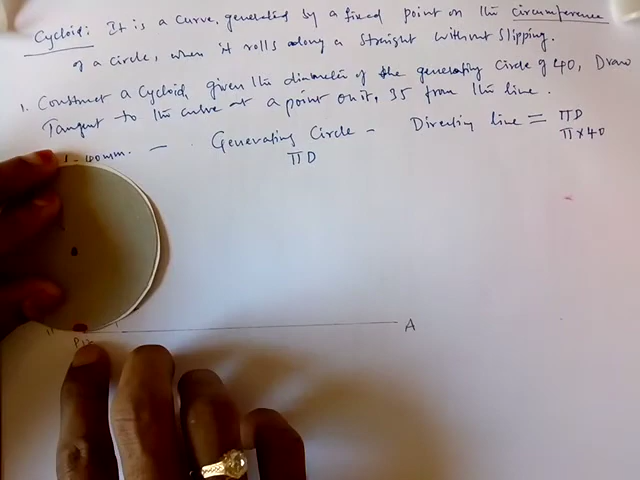 Cycloid: It is a curve, generated by a fixed point on the circumference
of a circle, when it rolls along a straight without slipping.
1. Construct a Cycloid, given the diameter of the generating circle of 40, Draw
Tangent to the curve at a point on it, 35 from the line.
40mm. - Generating Circle - Directing line = πD
πD π×40
A
P